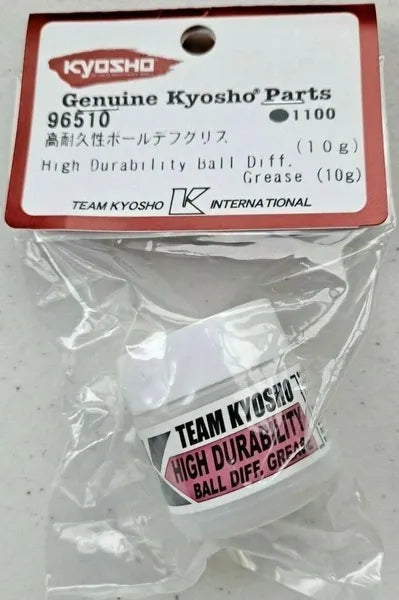 KYOSHO
Genuine Kyosho® Parts
96510 ●1100
高耐久性ボールデフグリス (10g)
High Durability Ball Diff.
Grease (10g)
TEAM KYOSHO K INTERNATIONAL
TEAM KYOSHO
HIGH DURABILITY
BALL DIFF. GREASE